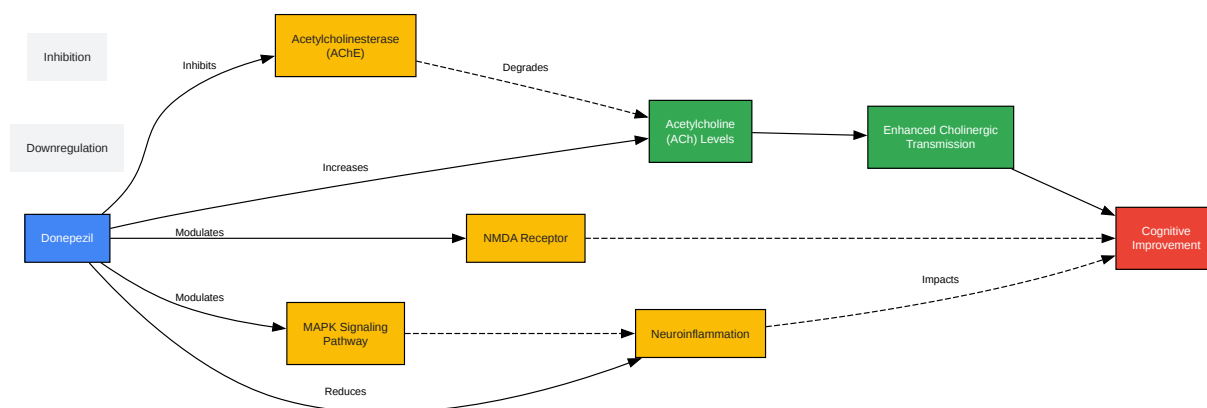 Acetylcholinesterase
(AChE)
Inhibition
Inhibits
Degrades
Acetylcholine
(ACh) Levels
Enhanced Cholinergic
Transmission
Downregulation
Increases
Donepezil
Modulates
NMDA Receptor
Cognitive
Improvement
Modulates
Impacts
MAPK Signaling
Pathway
Neuroinflammation
Reduces